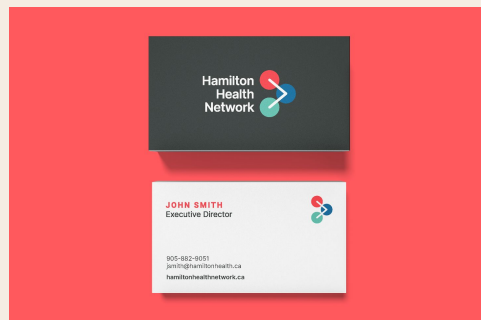 Hamilton
Health
Network
JOHN SMITH
Executive Director
905-882-9051
jsmith@hamiltonhealth.ca
hamiltonhealthnetwork.ca